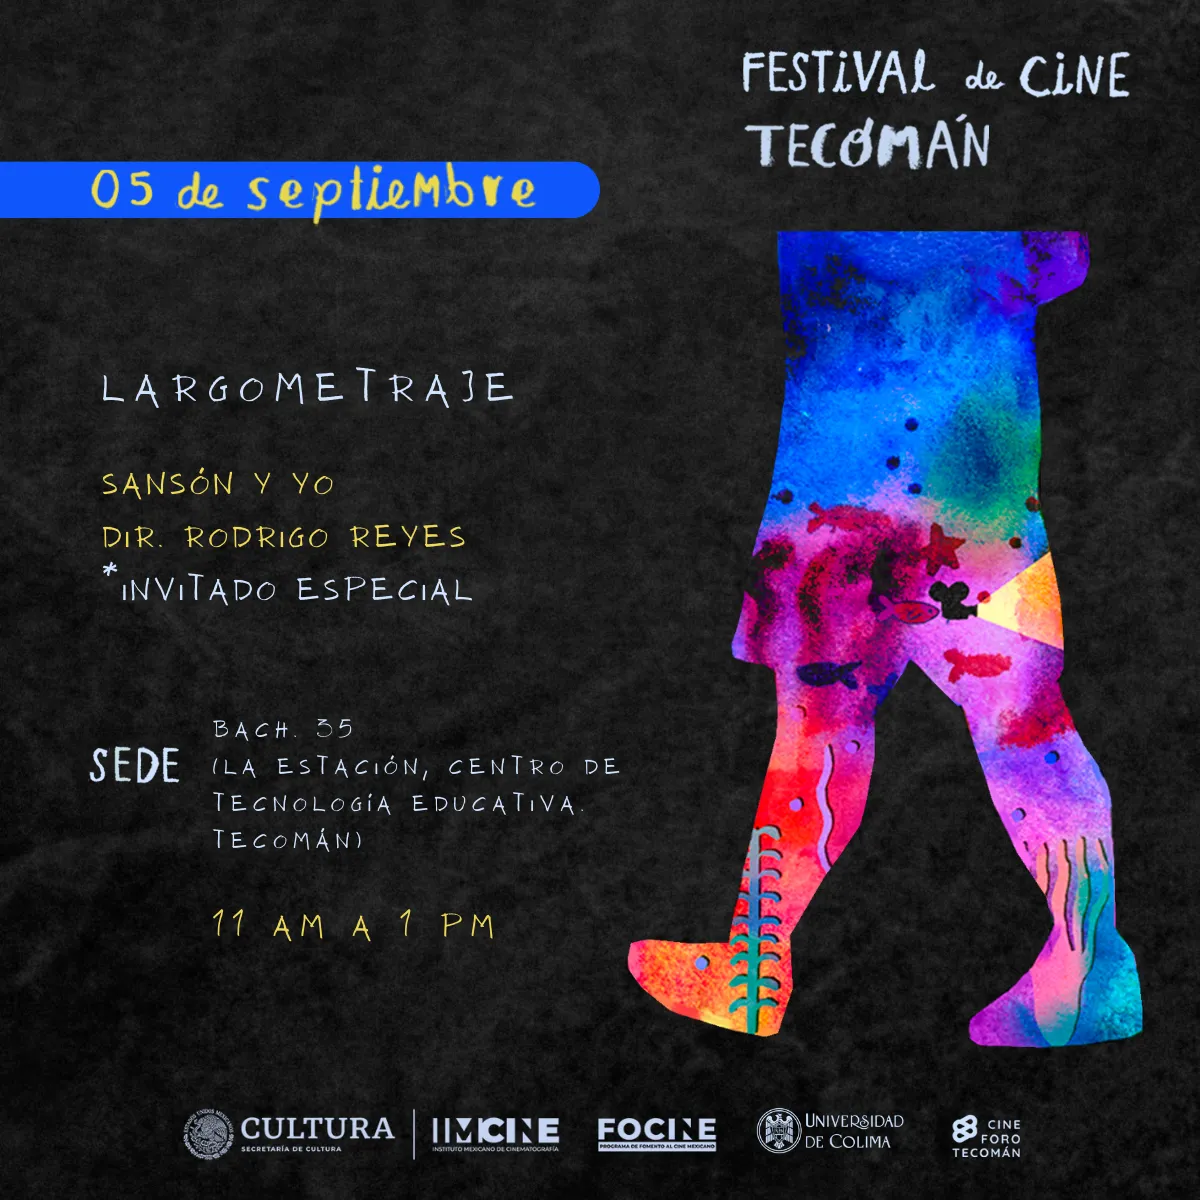 FESTiVAL de CiNE
TECOMÁN
05 de septiembre
LARGOMETRAJE
SANSÓN Y YO
DIR. RODRIGO REYES
*INVITADO ESPECIAL
SEDE
BACH. 35
(LA ESTACIÓN, CENTRO DE
TECNOLOGÍA EDUCATIVA.
TECOMÁN)
11 AM A 1 PM
CULTURA
SECRETARÍA DE CULTURA
IMCINE
INSTITUTO MEXICANO DE CINEMATOGRAFÍA
FOCINE
PROGRAMA DE FOMENTO AL CINE MEXICANO
UNIVERSIDAD
DE COLIMA
CINE
FORO
TECOMÁN